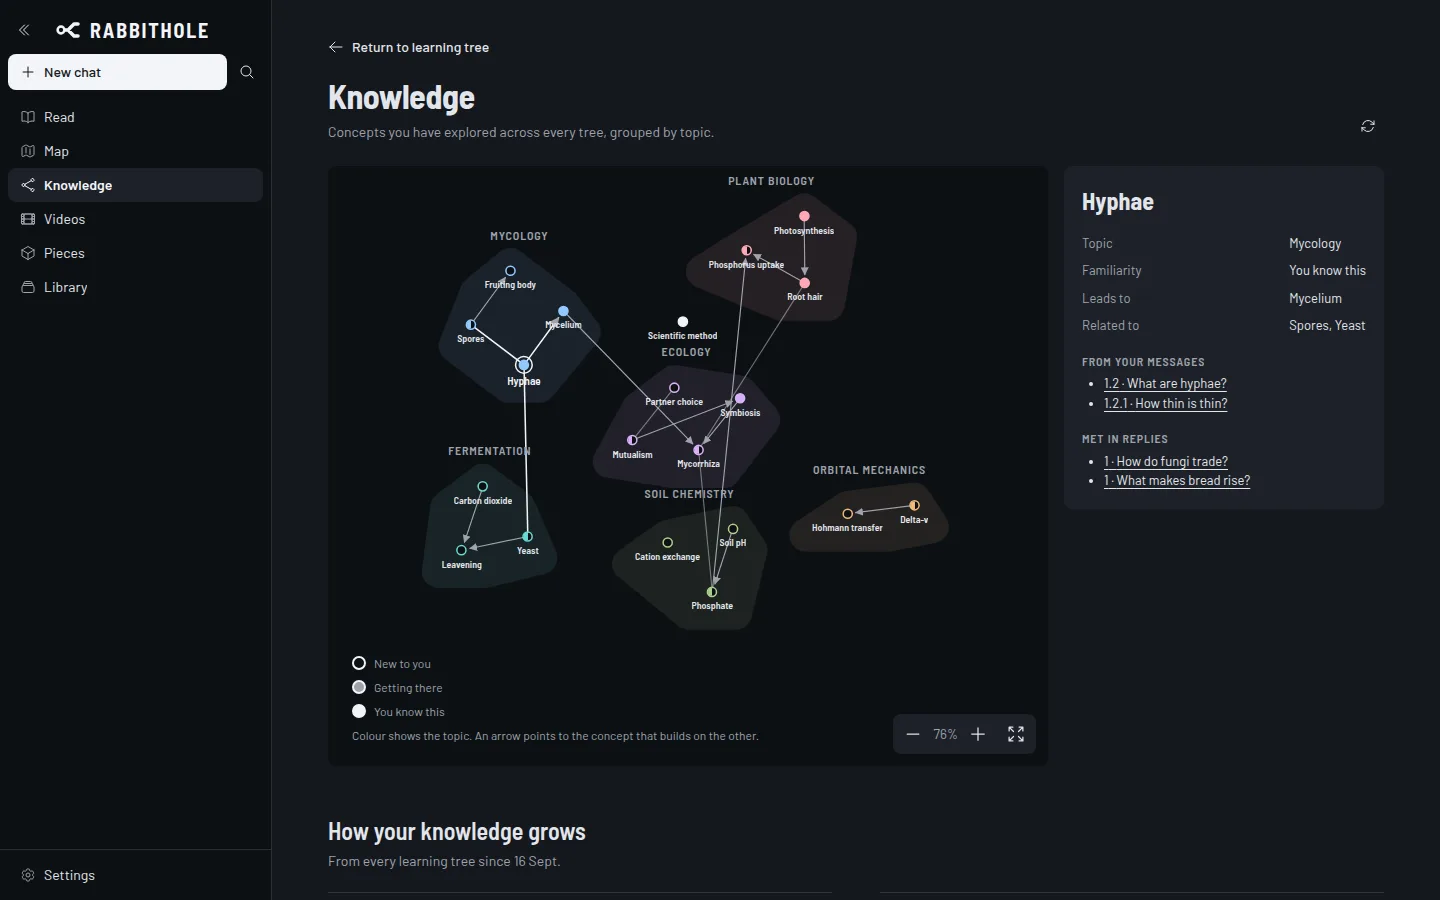 RABBITHOLE
New chat
Read
Map
Knowledge
Videos
Pieces
Library
Settings
Return to learning tree
Knowledge
Concepts you have explored across every tree, grouped by topic.
PLANT BIOLOGY
Photosynthesis
Phosphorus uptake
Root hair
MYCOLOGY
Fruiting body
Mycelium
Spores
Hyphae
Scientific method
ECOLOGY
Partner choice
Symbiosis
Mutualism
Mycorrhiza
FERMENTATION
Carbon dioxide
Yeast
Leavening
SOIL CHEMISTRY
Soil pH
Cation exchange
Phosphate
ORBITAL MECHANICS
Delta-v
Hohmann transfer
New to you
Getting there
You know this
Colour shows the topic. An arrow points to the concept that builds on the other.
76%
Hyphae
Topic Mycology
Familiarity You know this
Leads to Mycelium
Related to Spores, Yeast
FROM YOUR MESSAGES
1.2 · What are hyphae?
1.2.1 · How thin is thin?
MET IN REPLIES
1 · How do fungi trade?
1 · What makes bread rise?
How your knowledge grows
From every learning tree since 16 Sept.